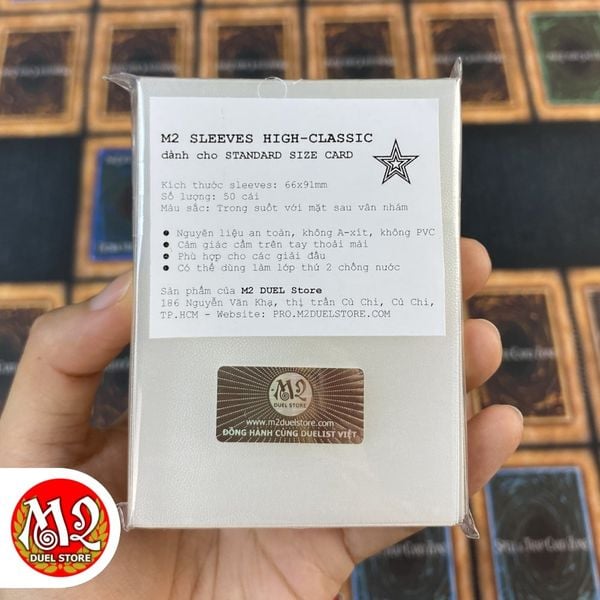 M2 SLEEVES HIGH-CLASSIC
dành cho STANDARD SIZE CARD
Kích thước sleeves: 66x91mm
Số lượng: 50 cái
Màu sắc: Trong suốt với mặt sau vân nhám
● Nguyên liệu an toàn, không A-xít, không PVC
● Cảm giác cầm trên tay thoải mái
● Phù hợp cho các giải đấu
● Có thể dùng làm lớp thứ 2 chống nước
Sản phẩm của M2 DUEL Store
186 Nguyễn Văn Khạ, thị trấn Củ Chi, Củ Chi,
TP.HCM - Website: PRO.M2DUELSTORE.COM
M2
DUEL STORE
www.m2duelstore.com
ĐỒNG HÀNH CÙNG DUELIST VIỆT
M2
DUEL STORE